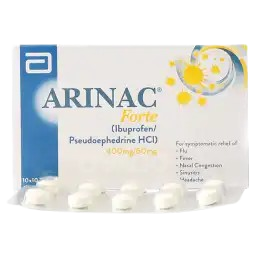 ARINAC®
Forte
(Ibuprofen/
Pseudoephedrine HCl)
400mg/60mg
For symptomatic relief of
• Flu
• Fever
• Nasal Congestion
• Sinusitis
• Headache